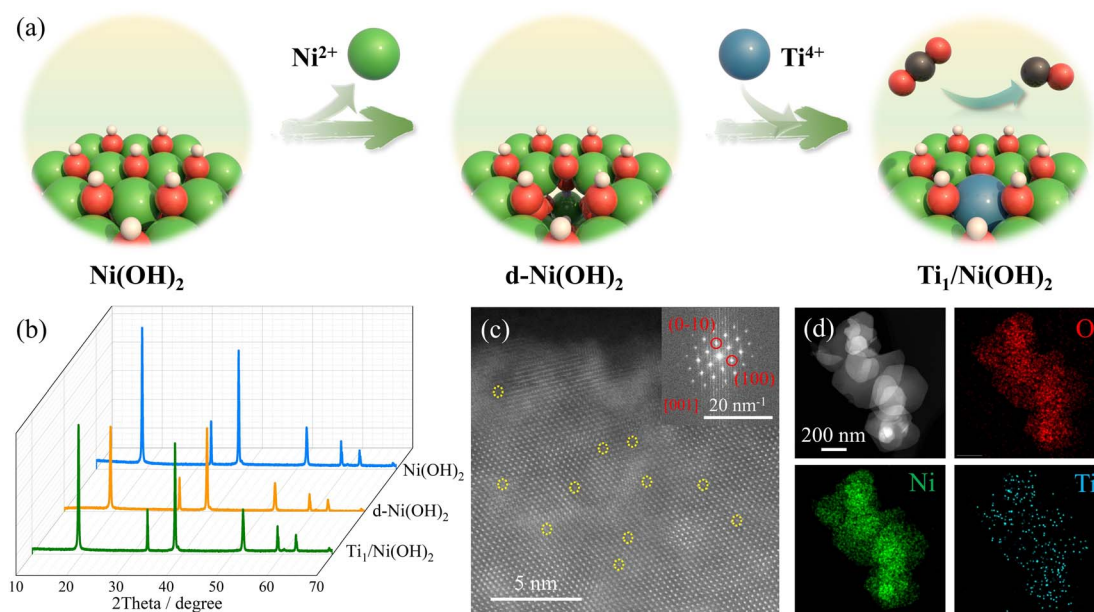 (a)
Ni²⁺
Ti⁴⁺
Ni(OH)₂
d-Ni(OH)₂
Ti₁/Ni(OH)₂
(b)
Ni(OH)₂
d-Ni(OH)₂
Ti₁/Ni(OH)₂
10 20 30 40 50 60 70
2Theta / degree
(c)
(0-10)
(100)
[001]
20 nm⁻¹
5 nm
(d)
200 nm
O
Ni
Ti